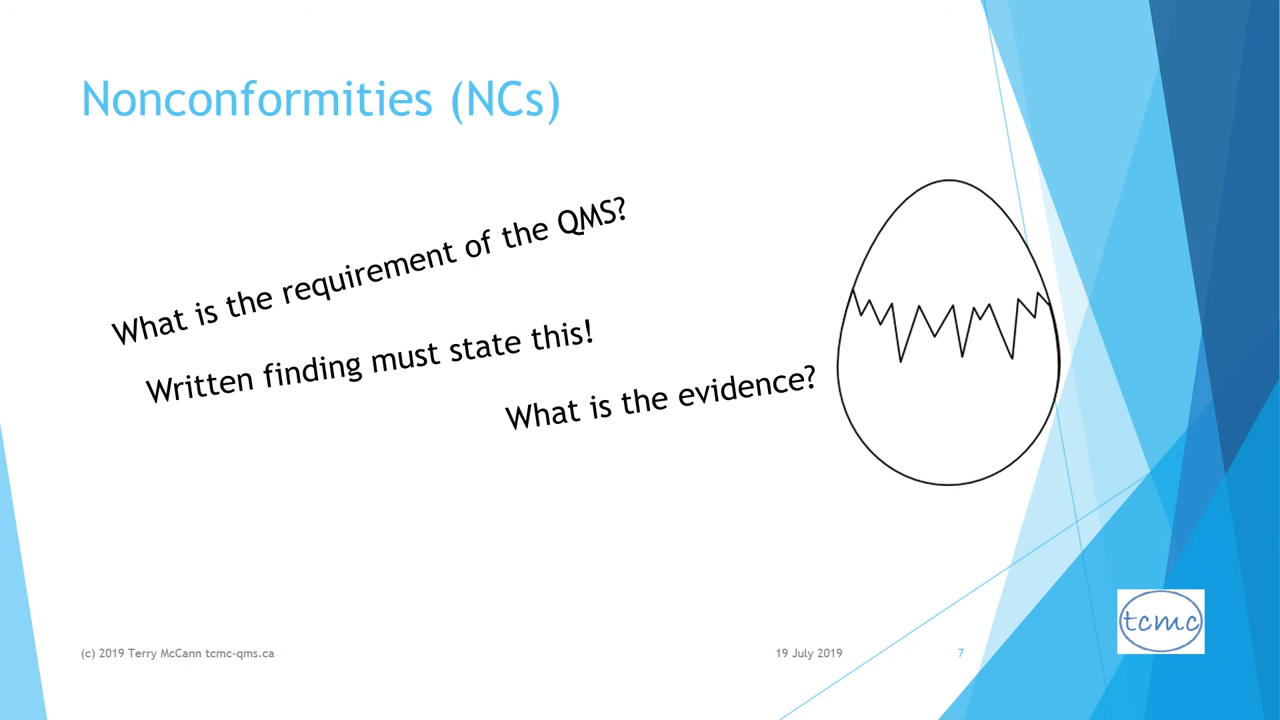 Nonconformities (NCs)
What is the requirement of the QMS?
Written finding must state this!
What is the evidence?
(c) 2019 Terry McCann tcmc-qms.ca
19 July 2019
7
tcmc